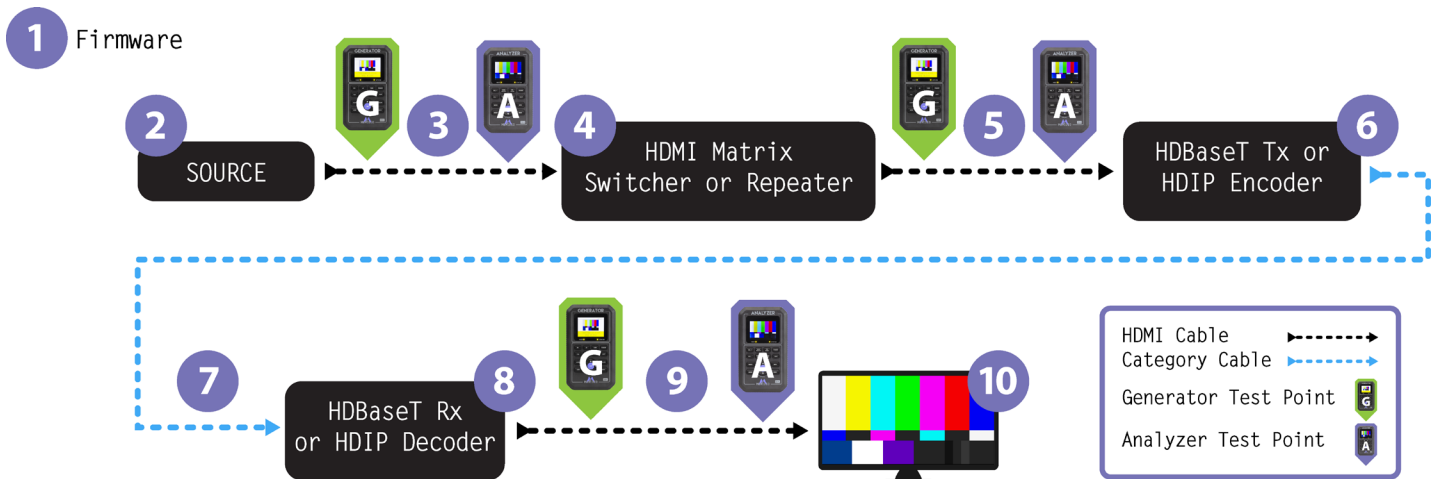 1 Firmware
GENERATOR
G
3
ANALYZER
A
GENERATOR
G
5
ANALYZER
A
2
SOURCE
4
HDMI Matrix
Switcher or Repeater
6
HDBaseT Tx or
HDIP Encoder
7
8
HDBaseT Rx
or HDIP Decoder
GENERATOR
G
9
ANALYZER
A
10
HDMI Cable
Category Cable
Generator Test Point
G
Analyzer Test Point
A